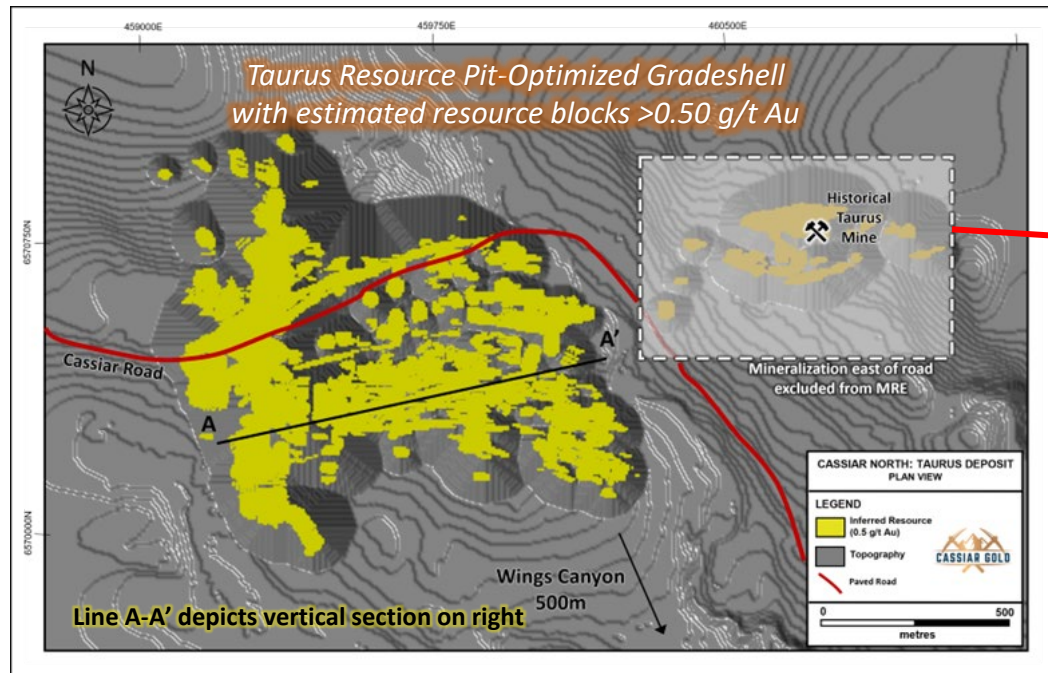 459000E
459750E
460500E
N
Taurus Resource Pit-Optimized Gradeshell
with estimated resource blocks >0.50 g/t Au
6570750N
Historical
Taurus
Mine
Cassiar Road
A'
A
Mineralization east of road
excluded from MRE
6570000N
Wings Canyon
500m
Line A-A’ depicts vertical section on right
CASSIAR NORTH: TAURUS DEPOSIT
PLAN VIEW
LEGEND
Inferred Resource
(0.5 g/t Au)
Topography
Paved Road
CASSIAR GOLD
0 500
metres